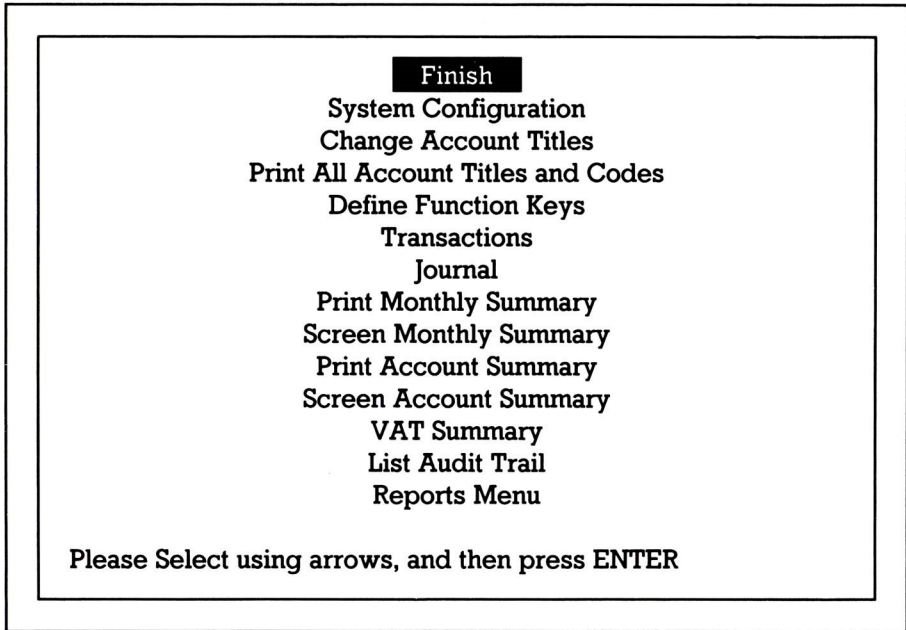 Finish
System Configuration
Change Account Titles
Print All Account Titles and Codes
Define Function Keys
Transactions
Journal
Print Monthly Summary
Screen Monthly Summary
Print Account Summary
Screen Account Summary
VAT Summary
List Audit Trail
Reports Menu
Please Select using arrows, and then press ENTER